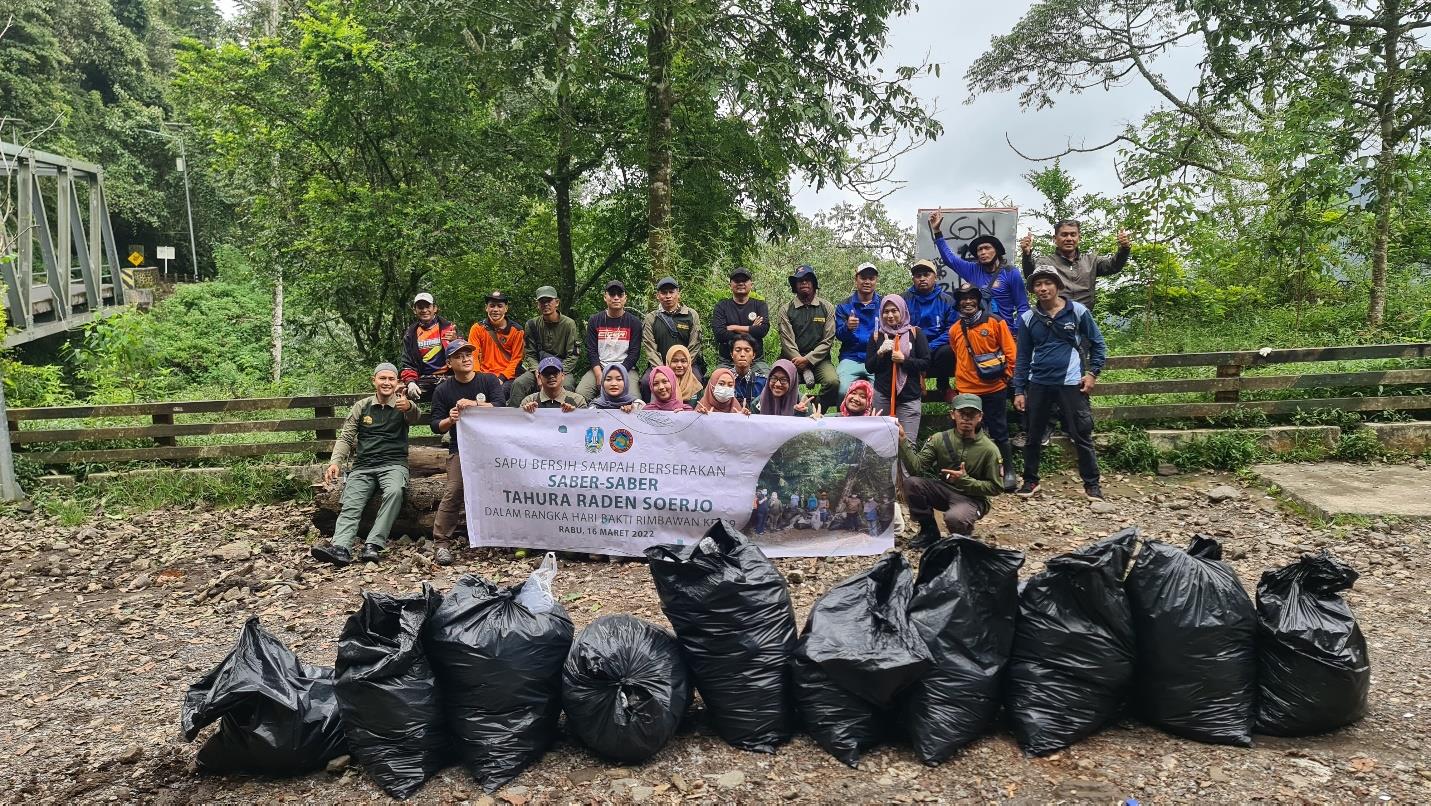 SAPU BERSIH SAMPAH BERSERAKAN
SABER-SABER
TAHURA RADEN SOERJO
DALAM RANGKA HARI BAKTI RIMBAWAN
RABU, 16 MARET 2022